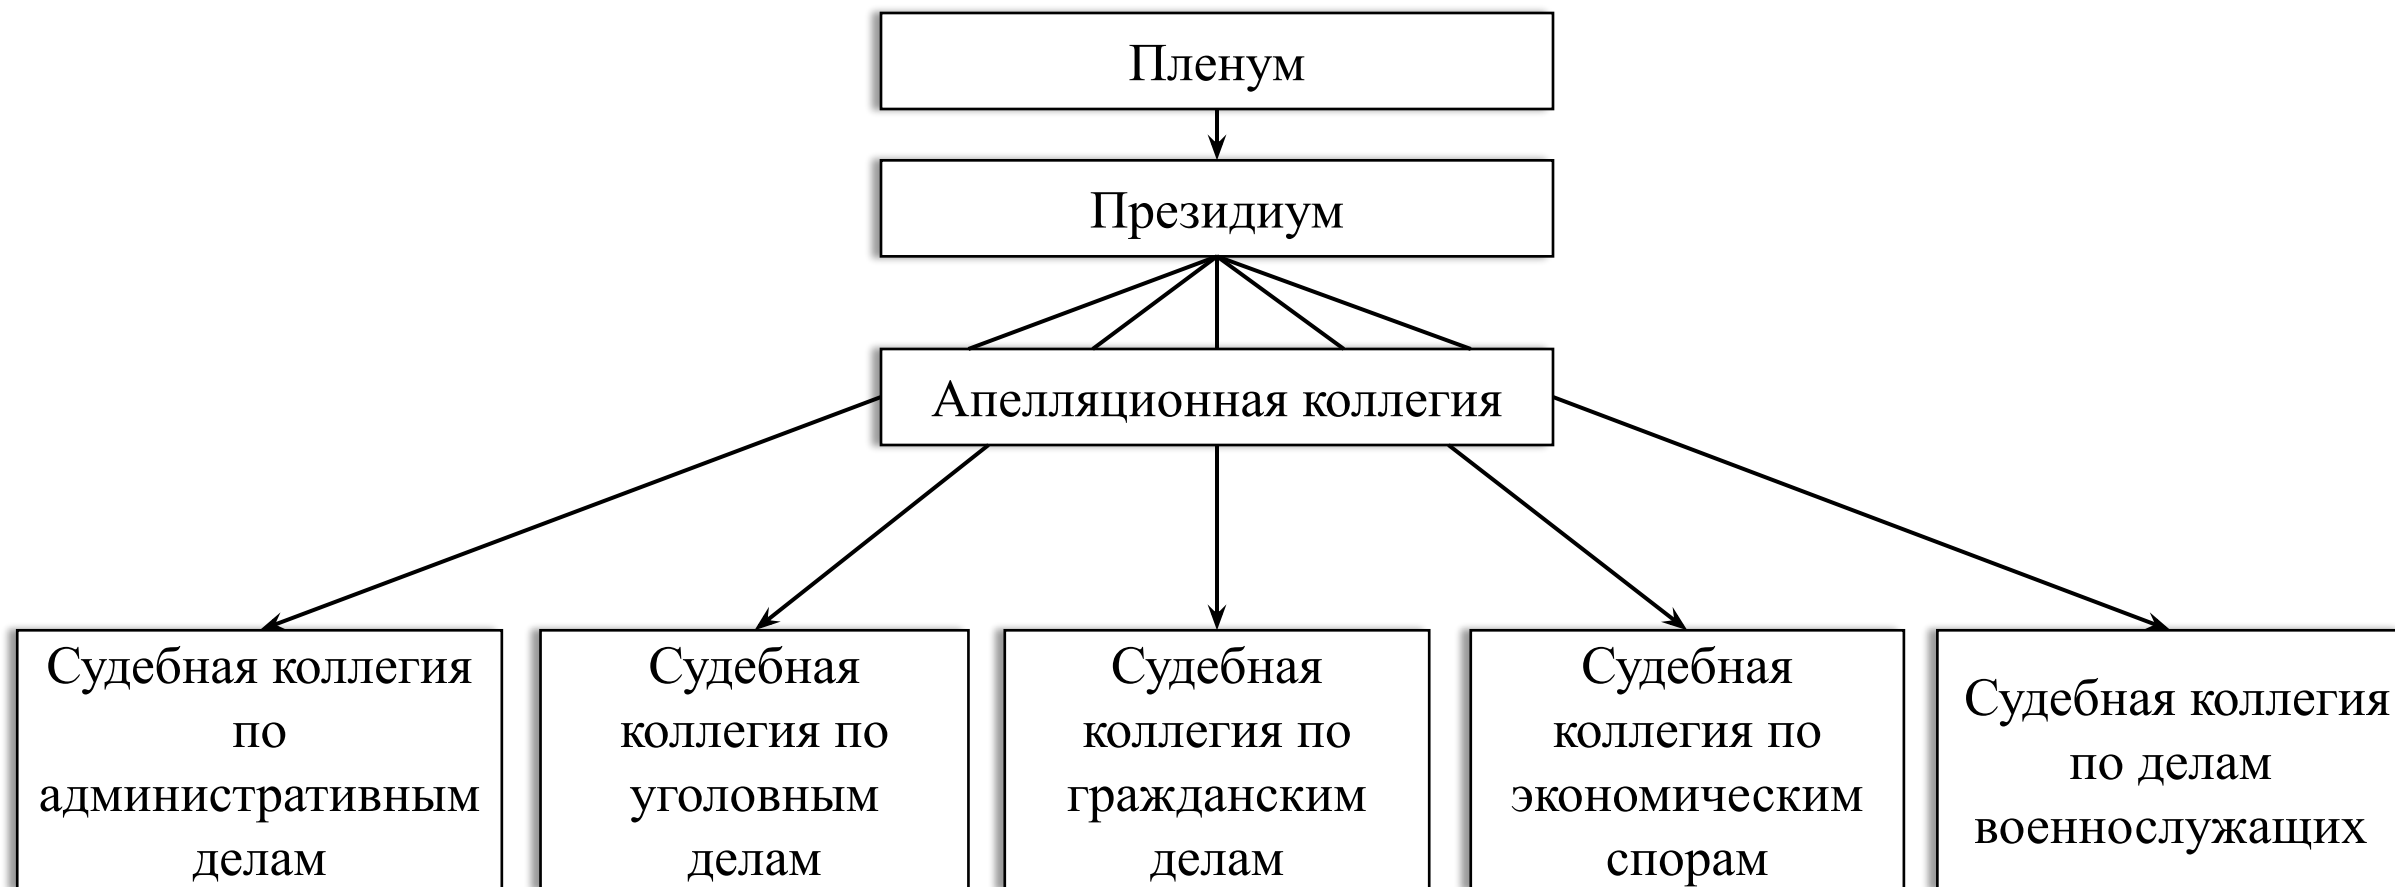 Пленум
Президиум
Апелляционная коллегия
Судебная коллегия
по
административным
делам
Судебная
коллегия по
уголовным
делам
Судебная
коллегия по
гражданским
делам
Судебная
коллегия по
экономическим
спорам
Судебная коллегия
по делам
военнослужащих